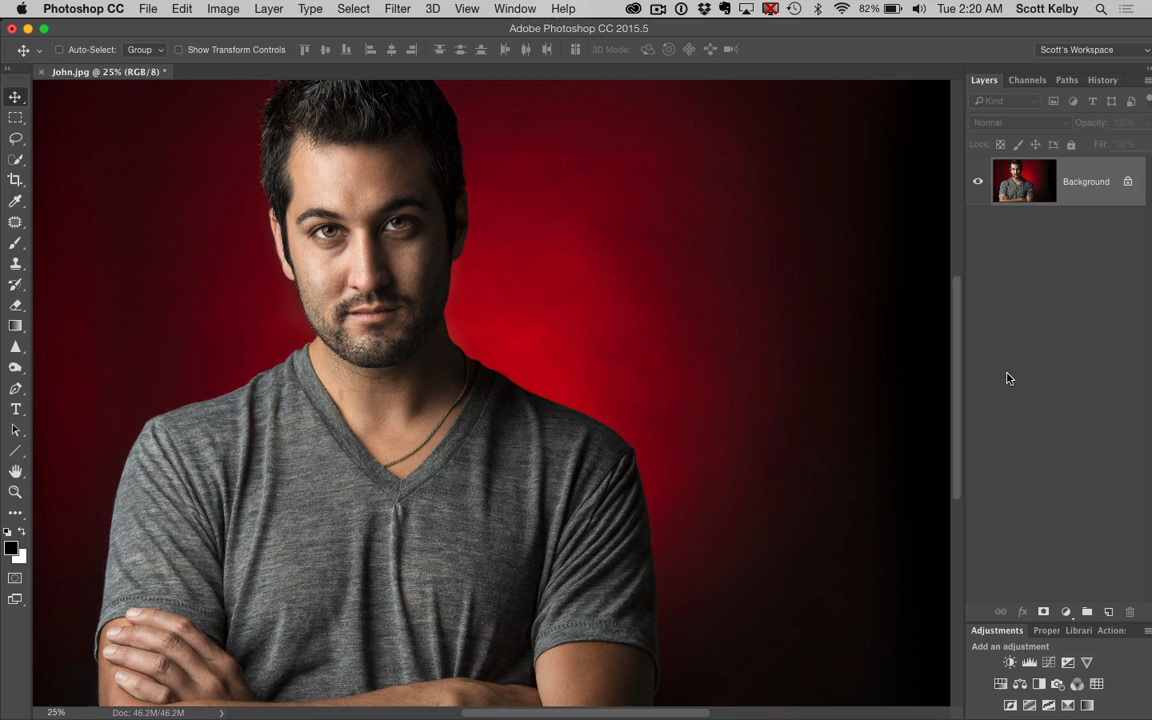 Photoshop CC File Edit Image Layer Type Select Filter 3D View Window Help 82% Tue 2:20 AM Scott Kelby
Adobe Photoshop CC 2015.5
Auto-Select: Group Show Transform Controls 3D Mode: Scott's Workspace
John.jpg @ 25% (RGB/8) *
Layers Channels Paths History
Kind
Normal Opacity: 100%
Lock: Fill: 100%
Background
Adjustments Proper Librari Action:
Add an adjustment
25% Doc: 46.2M/46.2M